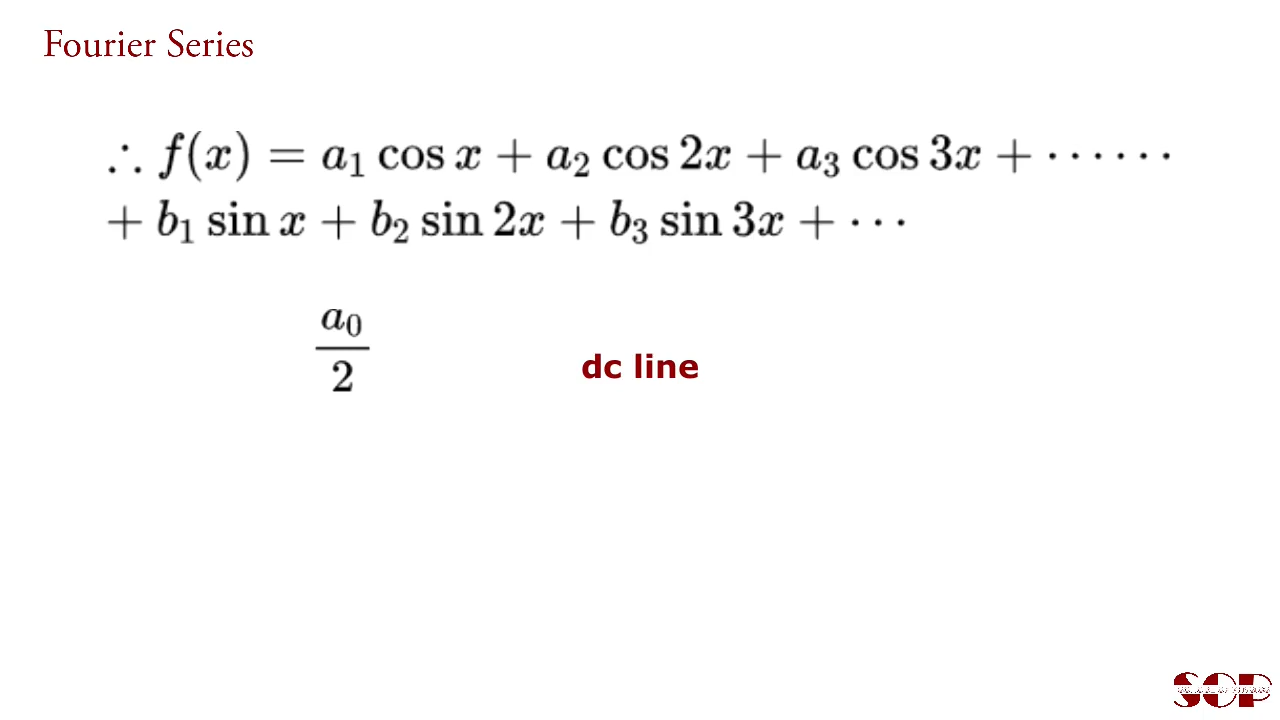 Fourier Series
∴ f(x) = a₁ cos x + a₂ cos 2x + a₃ cos 3x + ⋯⋯
+ b₁ sin x + b₂ sin 2x + b₃ sin 3x + ⋯
a₀/2
dc line
SOP